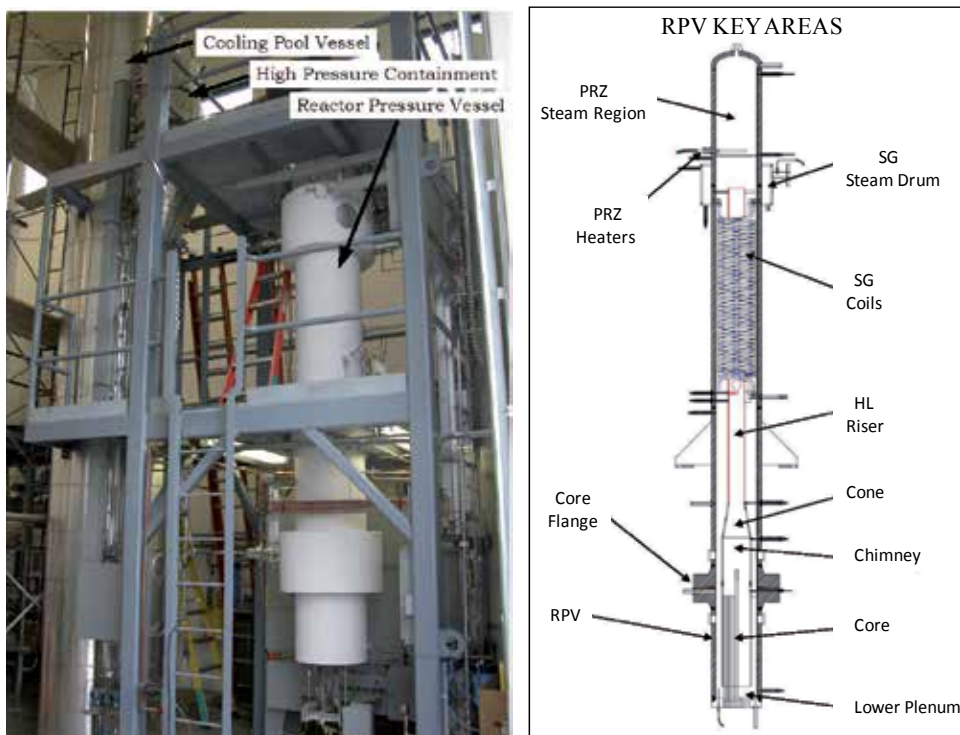 Cooling Pool Vessel
High Pressure Containment
Reactor Pressure Vessel
RPV KEY AREAS
PRZ
Steam Region
SG
Steam Drum
PRZ
Heaters
SG
Coils
HL
Riser
Core
Flange
Cone
Chimney
RPV
Core
Lower Plenum